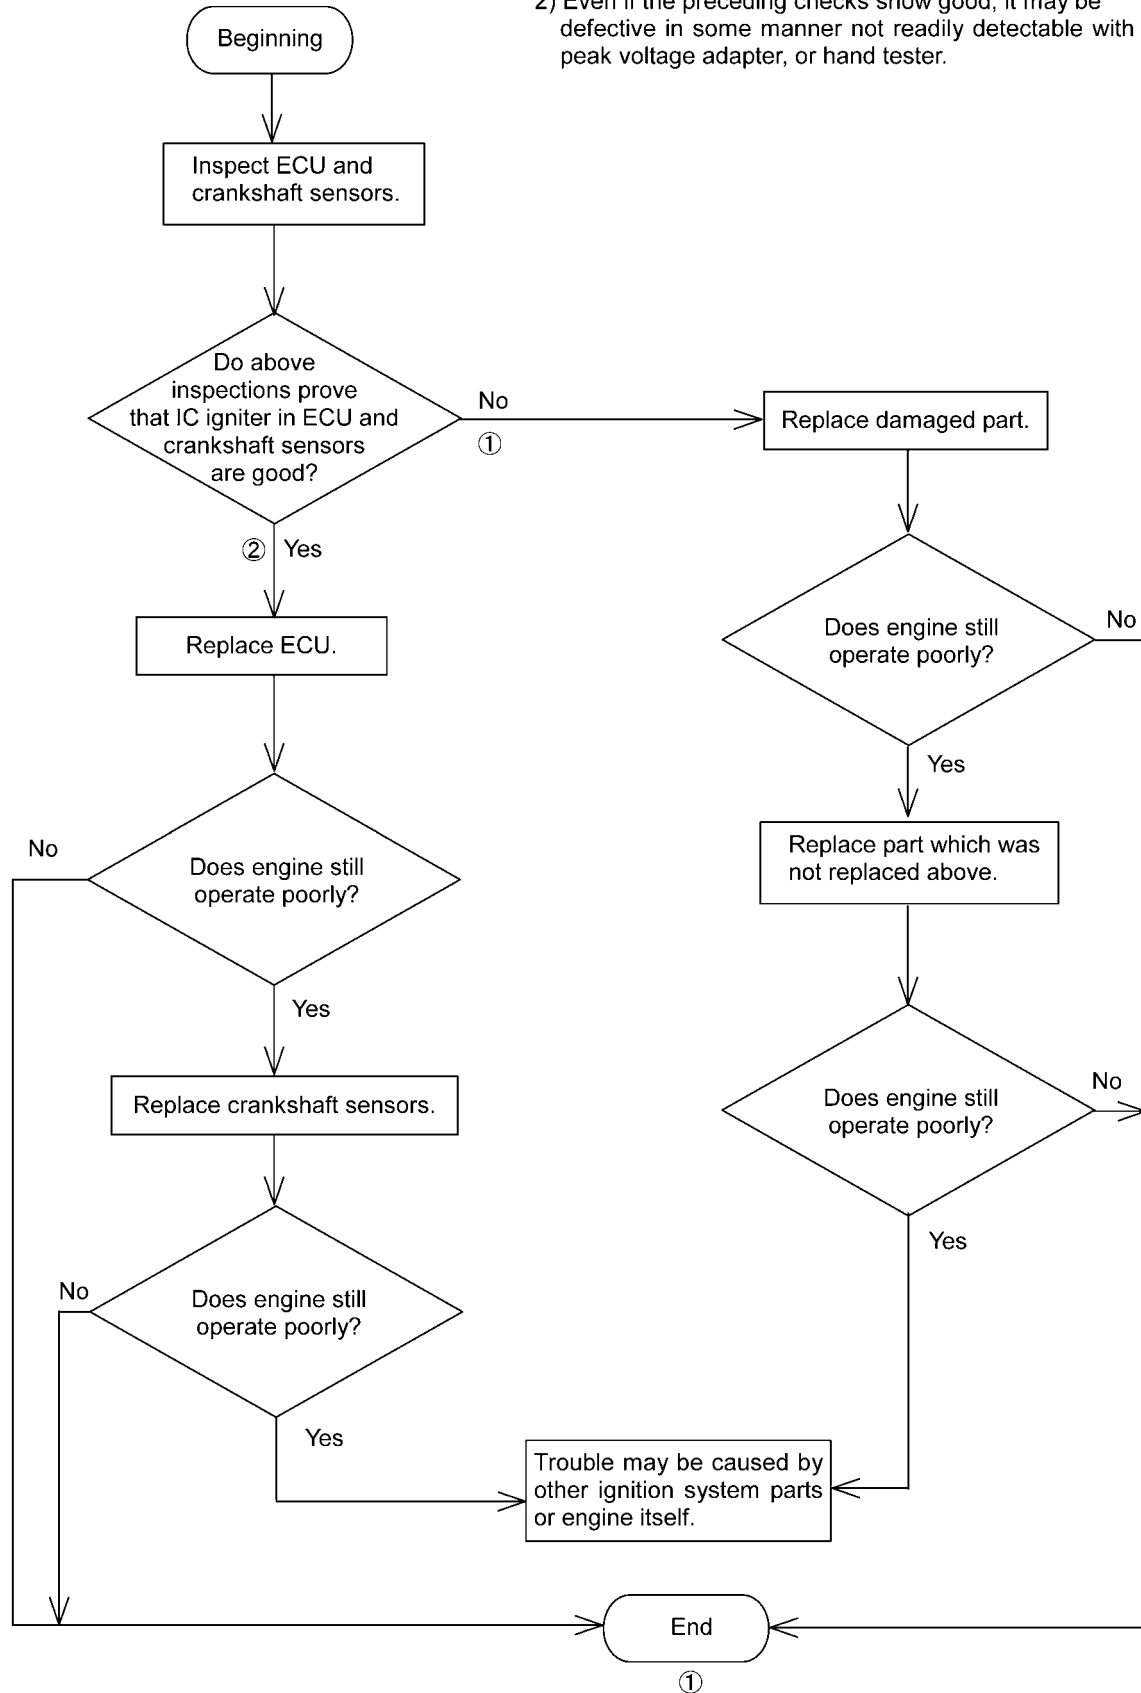 2) Even if the preceding checks show good, it may be
defective in some manner not readily detectable with
peak voltage adapter, or hand tester.
Beginning
Inspect ECU and
crankshaft sensors.
Do above
inspections prove
that IC igniter in ECU and
crankshaft sensors
are good?
No
①
Replace damaged part.
② Yes
Does engine still
operate poorly?
No
Replace ECU.
Yes
Replace part which was
not replaced above.
No
Does engine still
operate poorly?
Yes
Does engine still
operate poorly?
No
Replace crankshaft sensors.
Yes
No
Does engine still
operate poorly?
Yes
Trouble may be caused by
other ignition system parts
or engine itself.
End
①